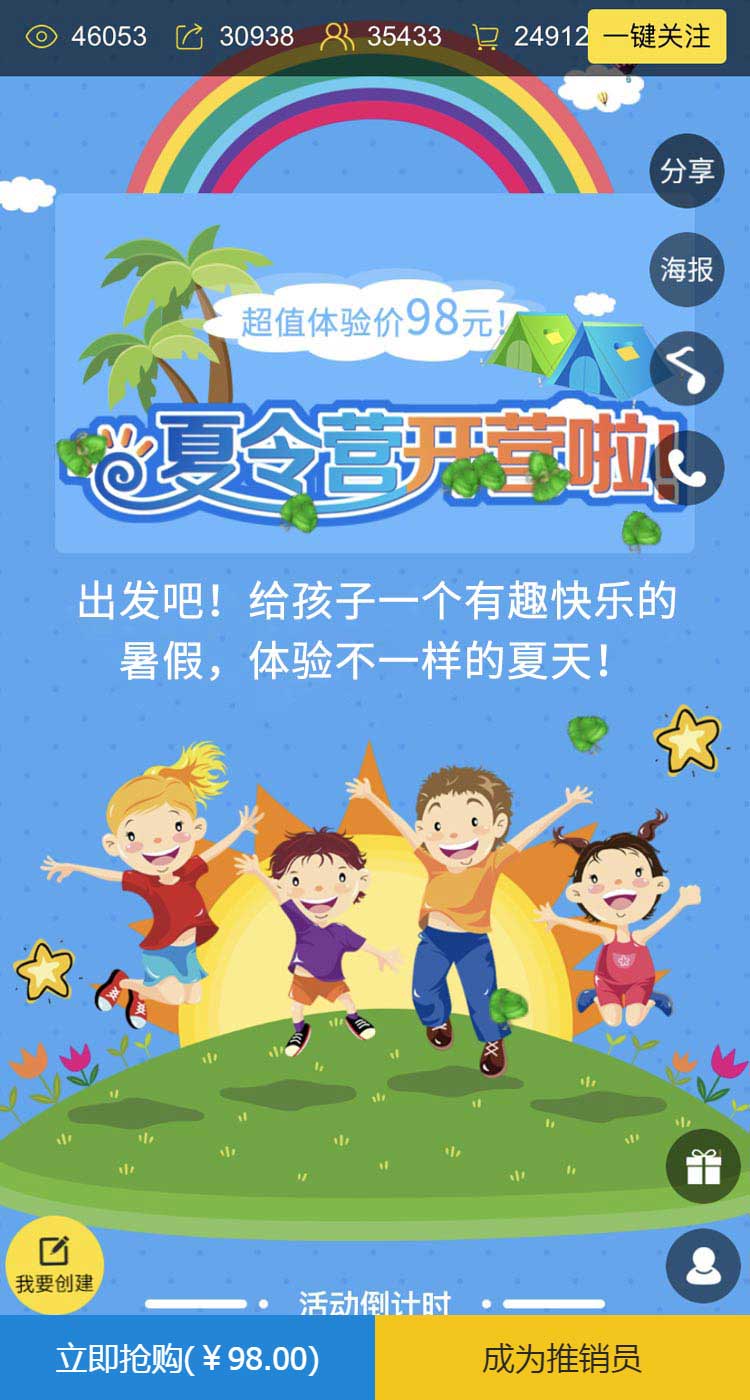 46053 30938 35433 24912 一键关注
分享
海报
超值体验价98元!
夏令营开营啦!
出发吧！给孩子一个有趣快乐的
暑假，体验不一样的夏天！
我要创建
活动倒计时
立即抢购(￥98.00) 成为推销员